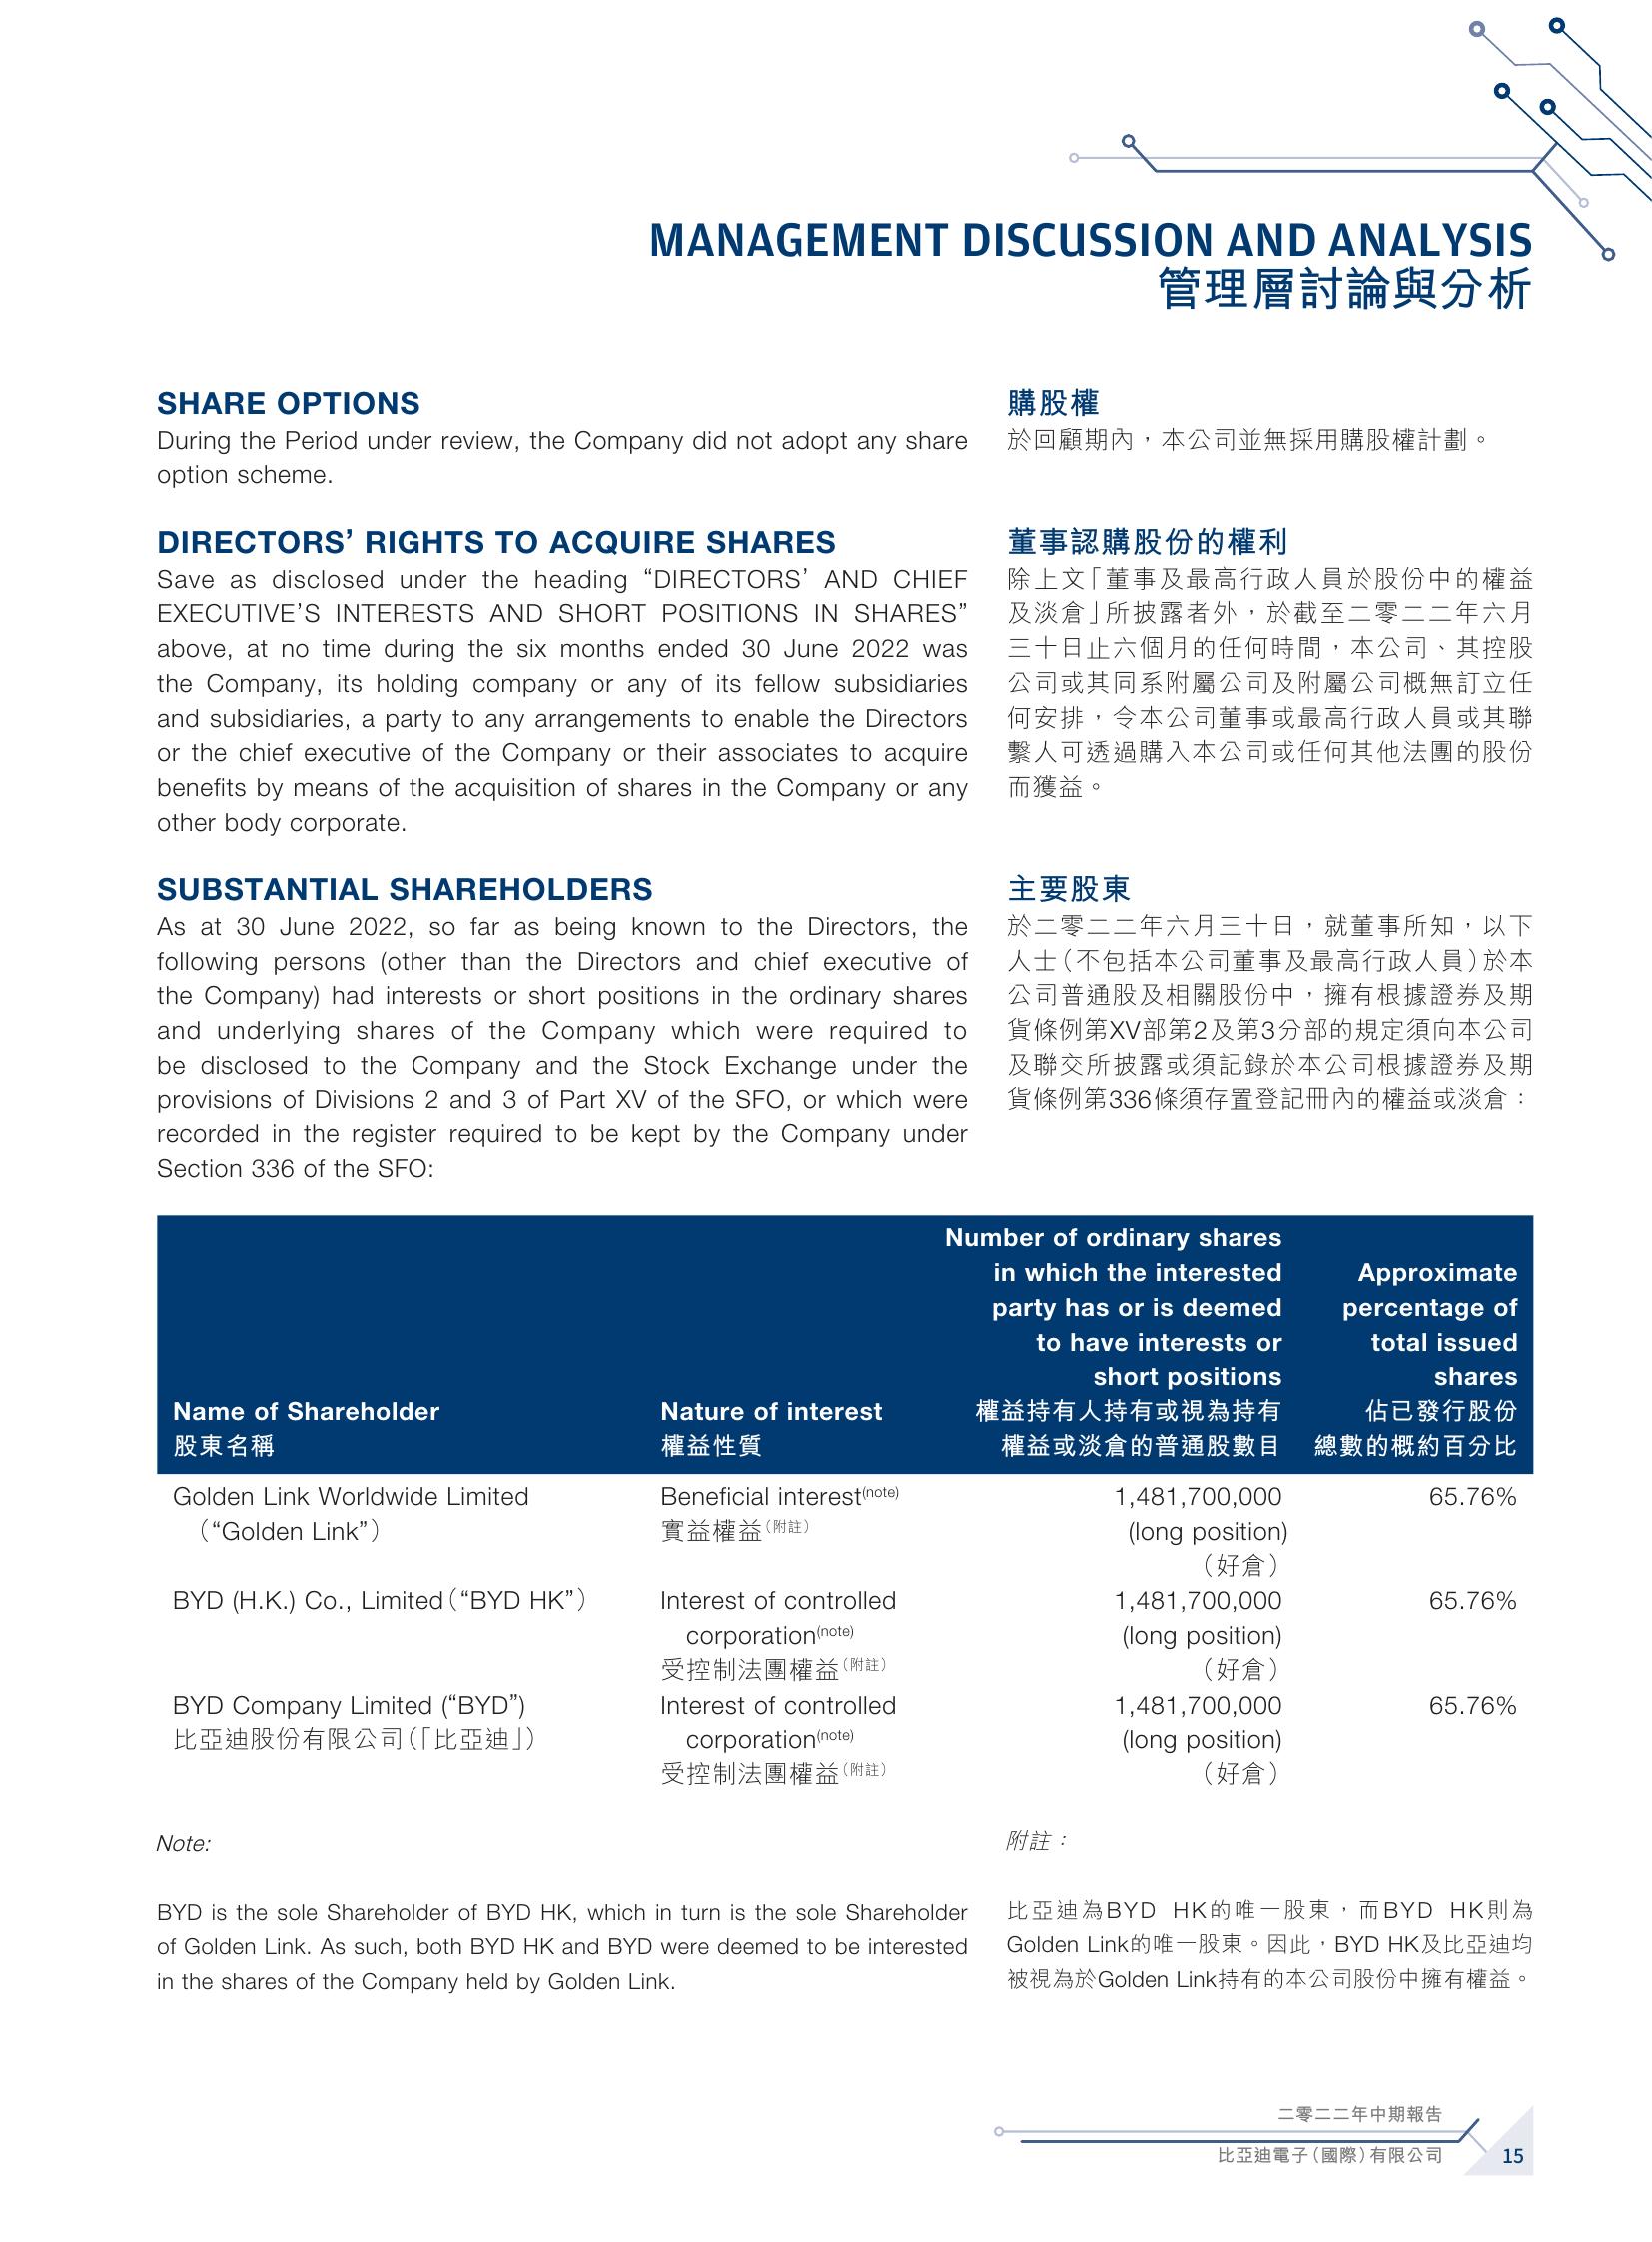 MANAGEMENT DISCUSSION AND ANALYSIS
管理層討論與分析
SHARE OPTIONS
During the Period under review, the Company did not adopt any share
option scheme.
購股權
於回顧期內，本公司並無採用購股權計劃。
DIRECTORS’ RIGHTS TO ACQUIRE SHARES
Save as disclosed under the heading “DIRECTORS’ AND CHIEF
EXECUTIVE’S INTERESTS AND SHORT POSITIONS IN SHARES”
above, at no time during the six months ended 30 June 2022 was
the Company, its holding company or any of its fellow subsidiaries
and subsidiaries, a party to any arrangements to enable the Directors
or the chief executive of the Company or their associates to acquire
benefits by means of the acquisition of shares in the Company or any
other body corporate.
董事認購股份的權利
除上文「董事及最高行政人員於股份中的權益
及淡倉」所披露者外，於截至二零二二年六月
三十日止六個月的任何時間，本公司、其控股
公司或其同系附屬公司及附屬公司概無訂立任
何安排，令本公司董事或最高行政人員或其聯
繫人可透過購入本公司或任何其他法團的股份
而獲益。
SUBSTANTIAL SHAREHOLDERS
As at 30 June 2022, so far as being known to the Directors, the
following persons (other than the Directors and chief executive of
the Company) had interests or short positions in the ordinary shares
and underlying shares of the Company which were required to
be disclosed to the Company and the Stock Exchange under the
provisions of Divisions 2 and 3 of Part XV of the SFO, or which were
recorded in the register required to be kept by the Company under
Section 336 of the SFO:
主要股東
於二零二二年六月三十日，就董事所知，以下
人士（不包括本公司董事及最高行政人員）於本
公司普通股及相關股份中，擁有根據證券及期
貨條例第XV部第2及第3分部的規定須向本公司
及聯交所披露或須記錄於本公司根據證券及期
貨條例第336條須存置登記冊內的權益或淡倉：
Name of Shareholder
股東名稱
Nature of interest
權益性質
Number of ordinary shares
in which the interested
party has or is deemed
to have interests or
short positions
權益持有人持有或視為持有
權益或淡倉的普通股數目
Approximate
percentage of
total issued
shares
佔已發行股份
總數的概約百分比
Golden Link Worldwide Limited
（“Golden Link”）
Beneficial interest(note)
實益權益（附註）
1,481,700,000
(long position)
（好倉）
65.76%
BYD (H.K.) Co., Limited（“BYD HK”）
Interest of controlled
corporation(note)
受控制法團權益（附註）
1,481,700,000
(long position)
（好倉）
65.76%
BYD Company Limited (“BYD”)
比亞迪股份有限公司（「比亞迪」）
Interest of controlled
corporation(note)
受控制法團權益（附註）
1,481,700,000
(long position)
（好倉）
65.76%
Note:
BYD is the sole Shareholder of BYD HK, which in turn is the sole Shareholder
of Golden Link. As such, both BYD HK and BYD were deemed to be interested
in the shares of the Company held by Golden Link.
附註：
比亞迪為BYD HK的唯一股東，而BYD HK則為
Golden Link的唯一股東。因此，BYD HK及比亞迪均
被視為於Golden Link持有的本公司股份中擁有權益。
二零二二年中期報告
比亞迪電子（國際）有限公司
15